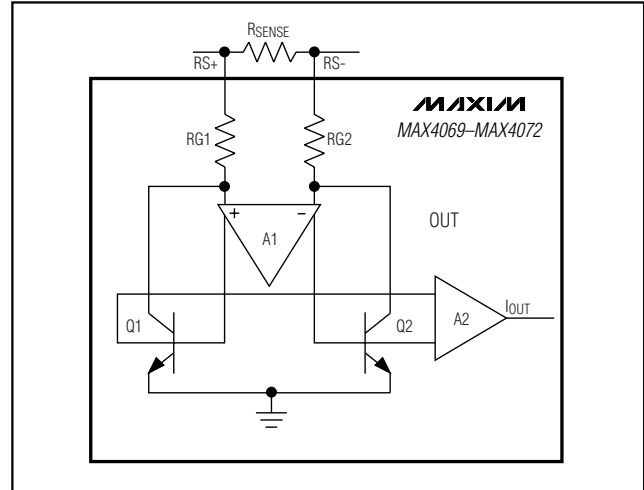 RSENSE
RS+ RS-
MAXIM
MAX4069–MAX4072
RG1 RG2
+ −
A1
OUT
Q1 Q2 A2 IOUT